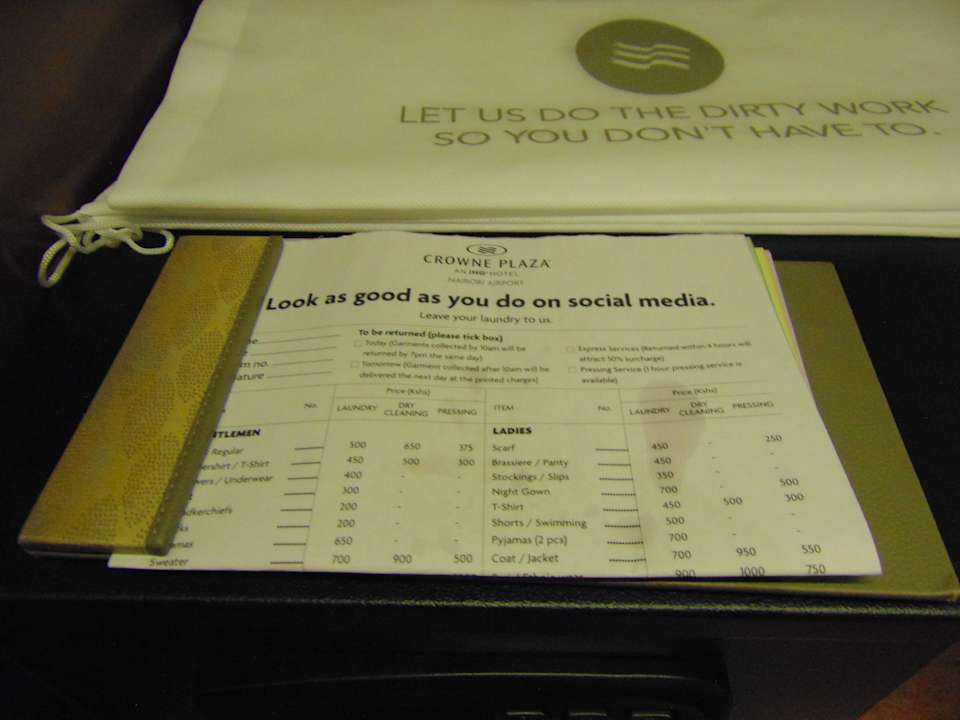 LET US DO THE DIRTY WORK
SO YOU DON'T HAVE TO.
CROWNE PLAZA
AN IHG HOTEL
NAIROBI AIRPORT
Look as good as you do on social media.
Leave your laundry to us.
To be returned (please tick box)
Today (Garments collected by 10am will be
returned by 7pm the same day)
Tomorrow (Garment collected after 10am will be
delivered the next day at the printed charges)
Express Services (Returned within 4 hours will
attract 50% surcharge)
Pressing Service (1 hour pressing service is
available)
Price (Kshs) Price (Kshs)
No. LAUNDRY DRY CLEANING PRESSING ITEM No. LAUNDRY DRY CLEANING PRESSING
LADIES
Regular 500 650 375 Scarf 450 - 250
/ T-Shirt 450 500 300 Brassiere / Panty 450 -
/ Underwear 400 - - Stockings / Slips 350 -
300 - - Night Gown 700 - 500
200 - - T-Shirt 450 500 300
200 - - Shorts / Swimming 500 -
650 - - Pyjamas (2 pcs) 700 -
Sweater 700 900 500 Coat / Jacket 700 950 550
900 1000 750